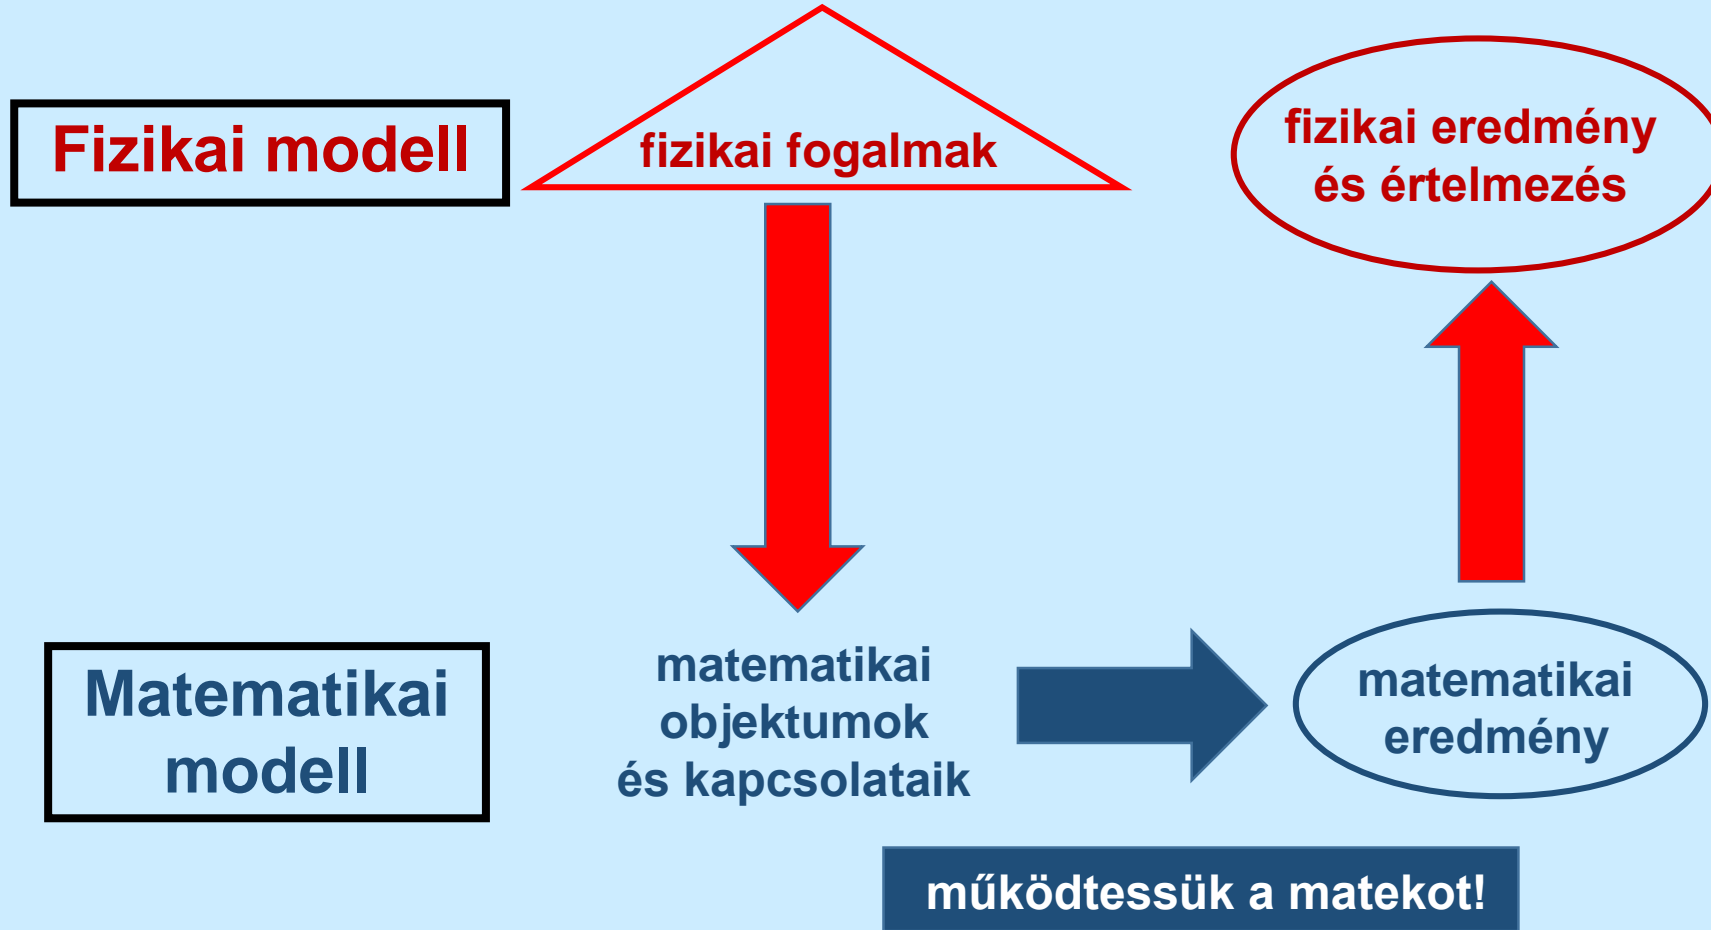 Fizikai modell
fizikai fogalmak
fizikai eredmény
és értelmezés
Matematikai
modell
matematikai
objektumok
és kapcsolataik
matematikai
eredmény
működtessük a matekot!